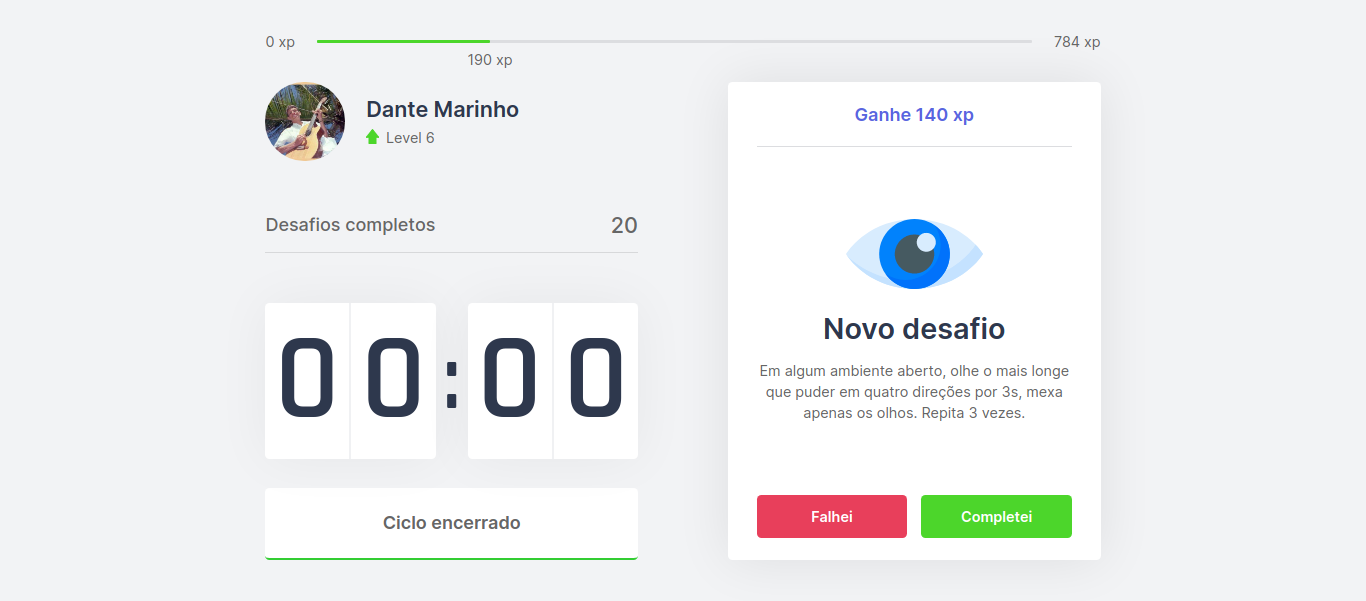 0 xp
784 xp
190 xp
Dante Marinho
Level 6
Desafios completos
20
00:00
Ciclo encerrado
Ganhe 140 xp
Novo desafio
Em algum ambiente aberto, olhe o mais longe
que puder em quatro direções por 3s, mexa
apenas os olhos. Repita 3 vezes.
Falhei
Completei